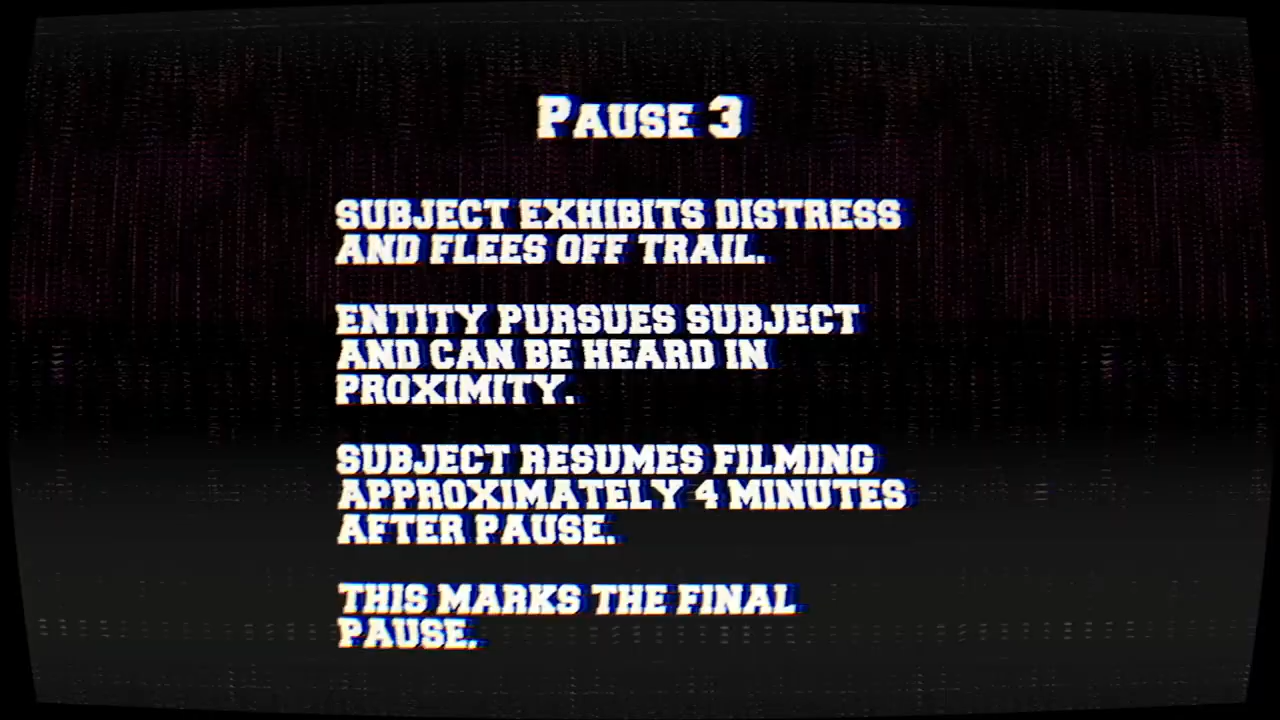 PAUSE 3
SUBJECT EXHIBITS DISTRESS
AND FLEES OFF TRAIL.
ENTITY PURSUES SUBJECT
AND CAN BE HEARD IN
PROXIMITY.
SUBJECT RESUMES FILMING
APPROXIMATELY 4 MINUTES
AFTER PAUSE.
THIS MARKS THE FINAL
PAUSE.